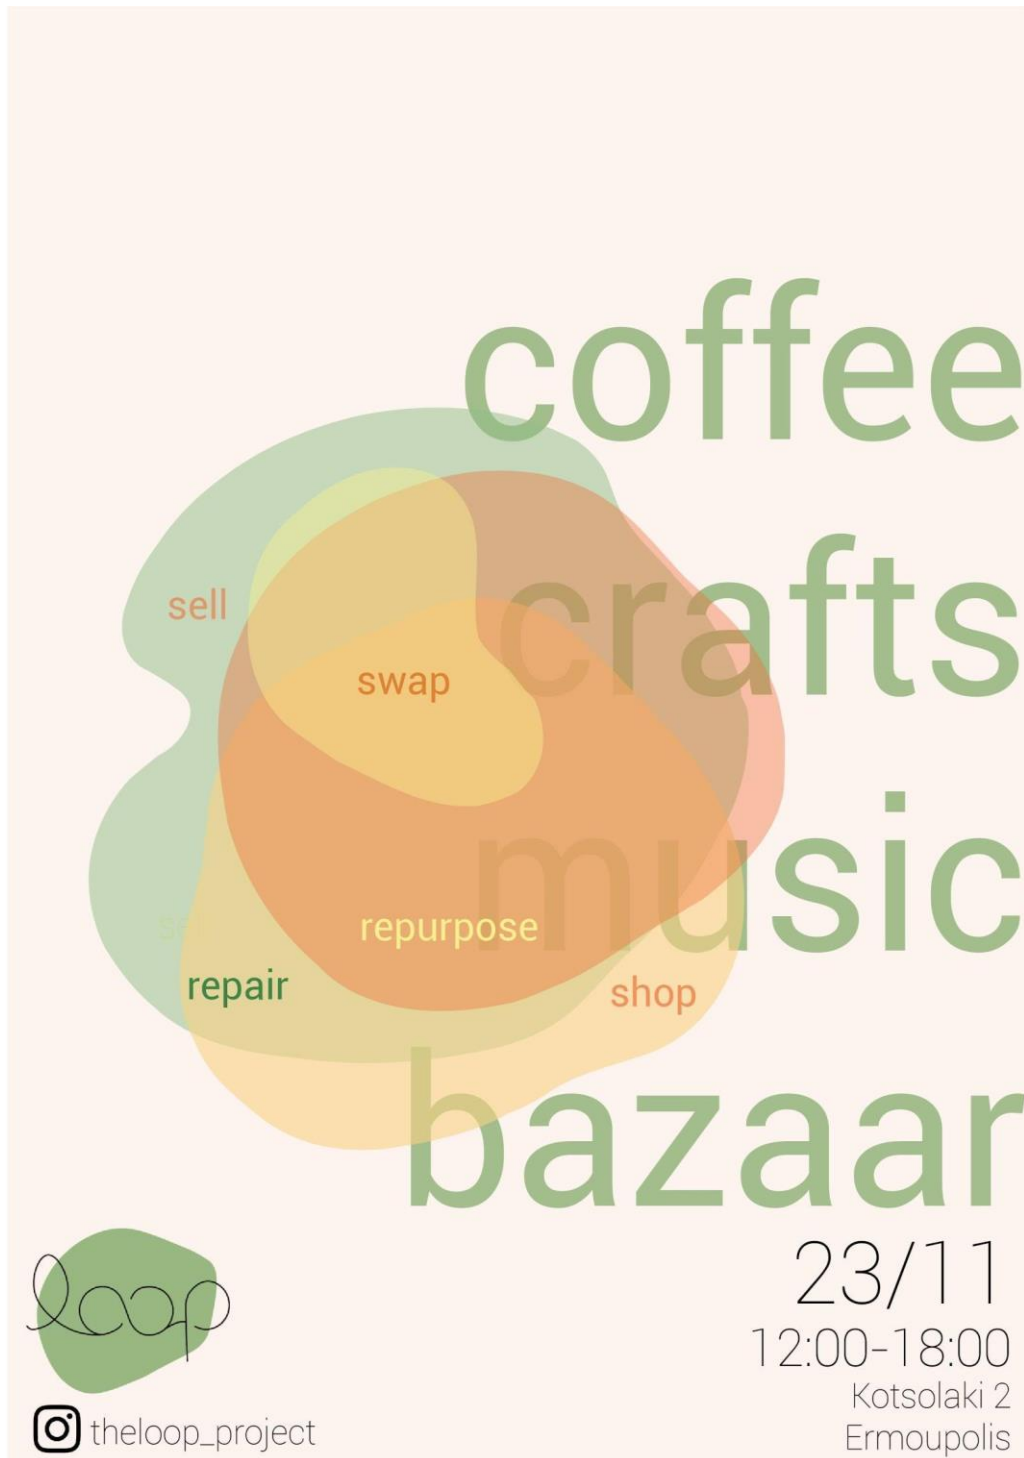 coffee
crafts
sell
swap
music
repurpose
repair
shop
bazaar
loop
23/11
12:00-18:00
Kotsolaki 2
Ermoupolis
theloop_project